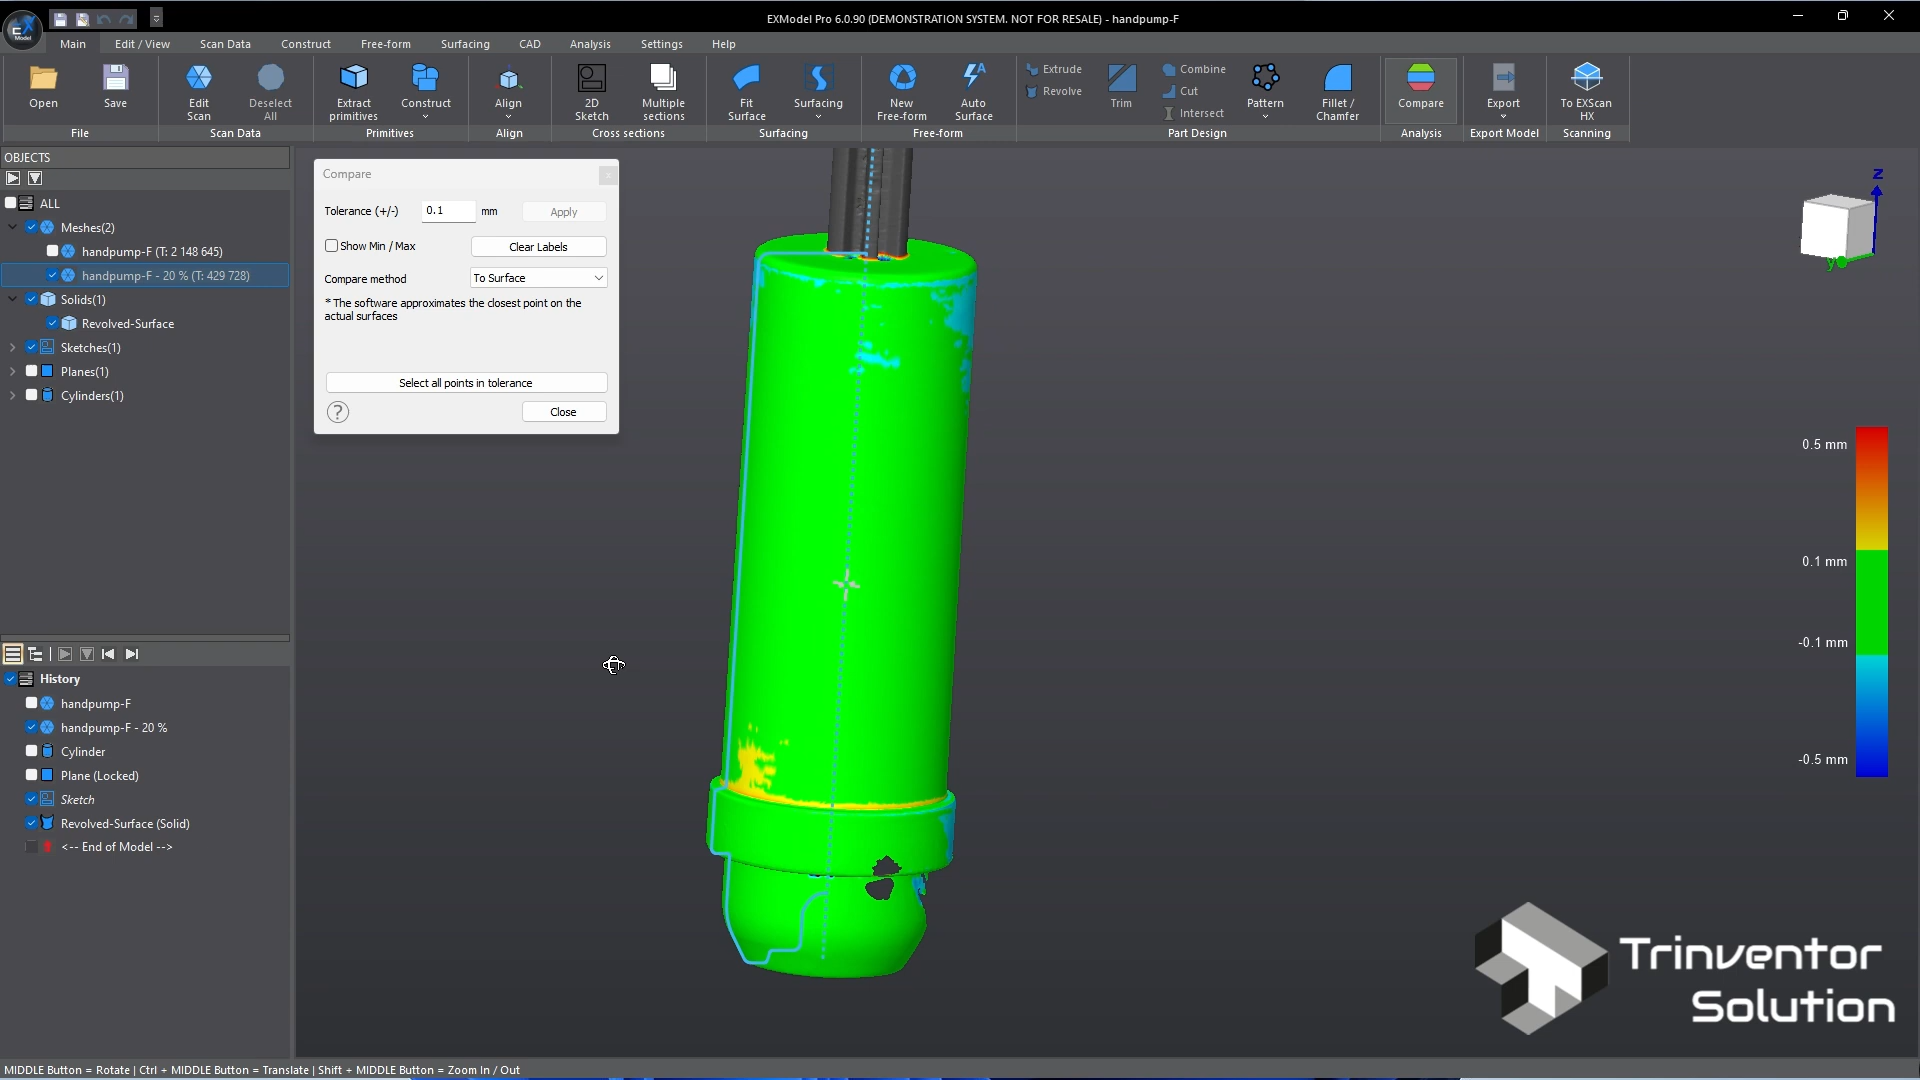 EXModel Pro 6.0.90 (DEMONSTRATION SYSTEM. NOT FOR RESALE) - handpump-F
Main Edit / View Scan Data Construct Free-form Surfacing CAD Analysis Settings Help
Open Save Edit Scan Deselect All Extract primitives Construct Align 2D Sketch Multiple sections Fit Surface Surfacing New Free-form Auto Surface Extrude Revolve Trim Combine Cut Intersect Pattern Fillet / Chamfer Compare Export To EXScan HX
File Scan Data Primitives Align Cross sections Surfacing Free-form Part Design Analysis Export Model Scanning
OBJECTS
ALL
Meshes(2)
handpump-F (T: 2 148 645)
handpump-F - 20 % (T: 429 728)
Solids(1)
Revolved-Surface
Sketches(1)
Planes(1)
Cylinders(1)
Compare
Tolerance (+/-) 0.1 mm Apply
Show Min / Max Clear Labels
Compare method To Surface
* The software approximates the closest point on the
actual surfaces
Select all points in tolerance
? Close
Z
y
0.5 mm
0.1 mm
-0.1 mm
-0.5 mm
History
handpump-F
handpump-F - 20 %
Cylinder
Plane (Locked)
Sketch
Revolved-Surface (Solid)
<-- End of Model -->
Trinventor
Solution
MIDDLE Button = Rotate | Ctrl + MIDDLE Button = Translate | Shift + MIDDLE Button = Zoom In / Out